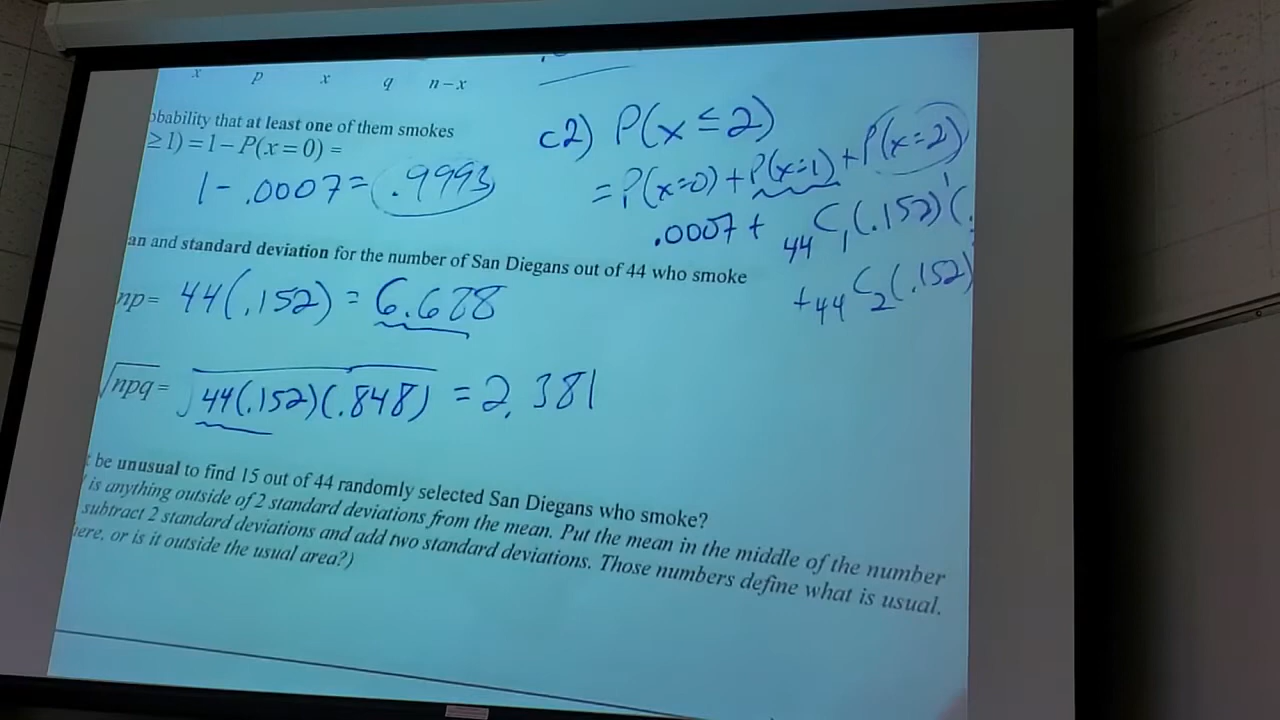 x p x q n−x
obability that at least one of them smokes
≥1) = 1 − P(x = 0) =
1 - .0007 = .9993
c2) P(x ≤ 2)
= P(x=0) + P(x=1) + P(x=2)
.0007 + 44C1(.152)^1(.
+ 44C2(.152)
an and standard deviation for the number of San Diegans out of 44 who smoke
np = 44(.152) = 6.688
√npq = √44(.152)(.848) = 2.381
be unusual to find 15 out of 44 randomly selected San Diegans who smoke?
is anything outside of 2 standard deviations from the mean. Put the mean in the middle of the number
subtract 2 standard deviations and add two standard deviations. Those numbers define what is usual.
here, or is it outside the usual area?)